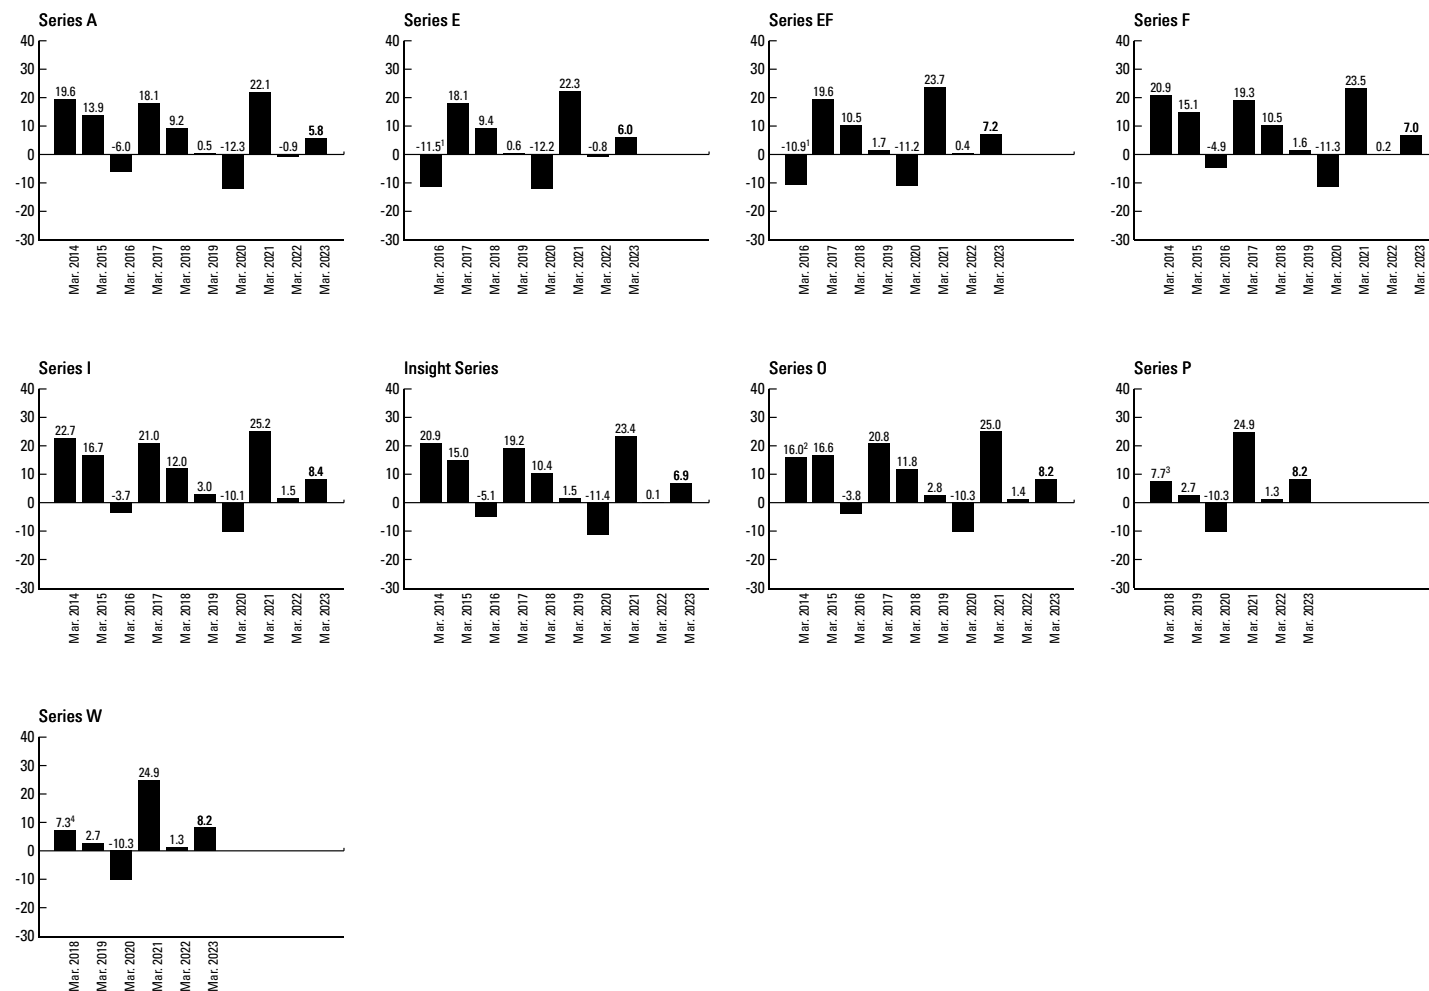 Series A
40
30
20
10
0
-10
-20
-30
19.6
13.9
-6.0
18.1
9.2
0.5
-12.3
22.1
-0.9
5.8
Mar. 2014
Mar. 2015
Mar. 2016
Mar. 2017
Mar. 2018
Mar. 2019
Mar. 2020
Mar. 2021
Mar. 2022
Mar. 2023
Series E
40
30
20
10
0
-10
-20
-30
-11.5¹
18.1
9.4
0.6
-12.2
22.3
-0.8
6.0
Mar. 2016
Mar. 2017
Mar. 2018
Mar. 2019
Mar. 2020
Mar. 2021
Mar. 2022
Mar. 2023
Series EF
40
30
20
10
0
-10
-20
-30
-10.9¹
19.6
10.5
1.7
-11.2
23.7
0.4
7.2
Mar. 2016
Mar. 2017
Mar. 2018
Mar. 2019
Mar. 2020
Mar. 2021
Mar. 2022
Mar. 2023
Series F
40
30
20
10
0
-10
-20
-30
20.9
15.1
-4.9
19.3
10.5
1.6
-11.3
23.5
0.2
7.0
Mar. 2014
Mar. 2015
Mar. 2016
Mar. 2017
Mar. 2018
Mar. 2019
Mar. 2020
Mar. 2021
Mar. 2022
Mar. 2023
Series I
40
30
20
10
0
-10
-20
-30
22.7
16.7
-3.7
21.0
12.0
3.0
-10.1
25.2
1.5
8.4
Mar. 2014
Mar. 2015
Mar. 2016
Mar. 2017
Mar. 2018
Mar. 2019
Mar. 2020
Mar. 2021
Mar. 2022
Mar. 2023
Insight Series
40
30
20
10
0
-10
-20
-30
20.9
15.0
-5.1
19.2
10.4
1.5
-11.4
23.4
0.1
6.9
Mar. 2014
Mar. 2015
Mar. 2016
Mar. 2017
Mar. 2018
Mar. 2019
Mar. 2020
Mar. 2021
Mar. 2022
Mar. 2023
Series O
40
30
20
10
0
-10
-20
-30
16.0²
16.6
-3.8
20.8
11.8
2.8
-10.3
25.0
1.4
8.2
Mar. 2014
Mar. 2015
Mar. 2016
Mar. 2017
Mar. 2018
Mar. 2019
Mar. 2020
Mar. 2021
Mar. 2022
Mar. 2023
Series P
40
30
20
10
0
-10
-20
-30
7.7³
2.7
-10.3
24.9
1.3
8.2
Mar. 2018
Mar. 2019
Mar. 2020
Mar. 2021
Mar. 2022
Mar. 2023
Series W
40
30
20
10
0
-10
-20
-30
7.3⁴
2.7
-10.3
24.9
1.3
8.2
Mar. 2018
Mar. 2019
Mar. 2020
Mar. 2021
Mar. 2022
Mar. 2023